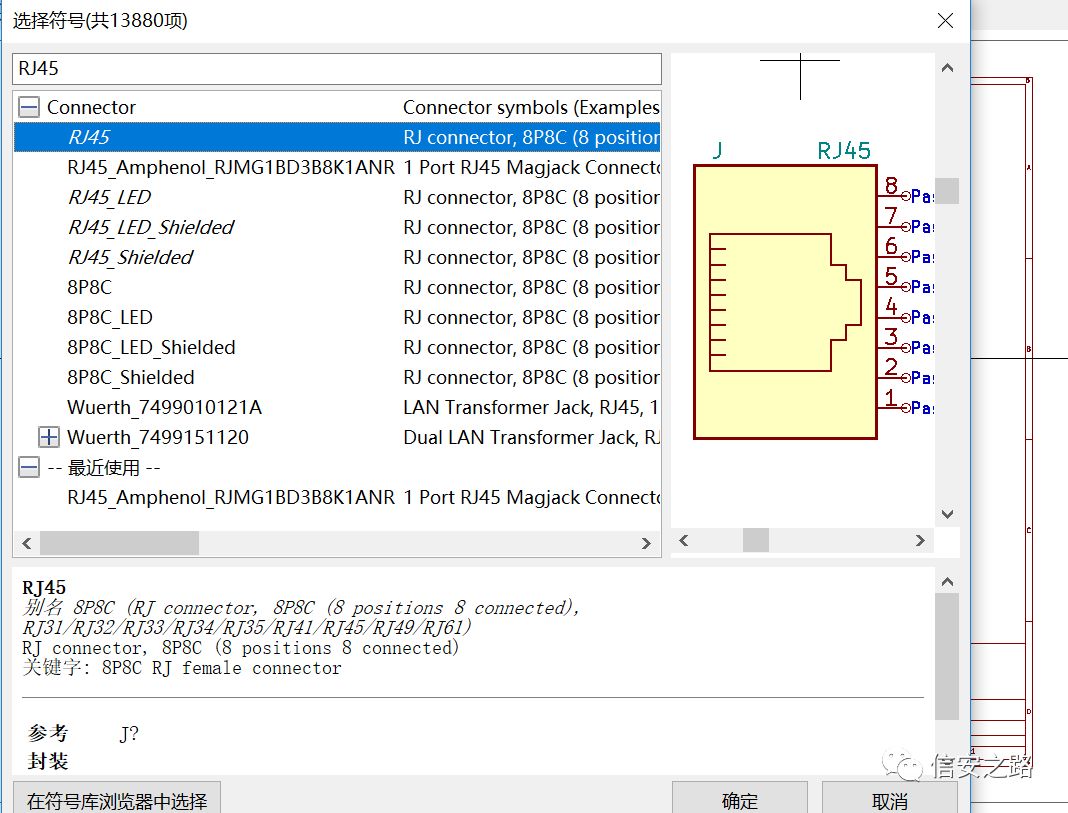 选择符号(共13880项)
RJ45
Connector Connector symbols (Examples
RJ45 RJ connector, 8P8C (8 position
RJ45_Amphenol_RJMG1BD3B8K1ANR 1 Port RJ45 Magjack Connecto
RJ45_LED RJ connector, 8P8C (8 position
RJ45_LED_Shielded RJ connector, 8P8C (8 position
RJ45_Shielded RJ connector, 8P8C (8 position
8P8C RJ connector, 8P8C (8 position
8P8C_LED RJ connector, 8P8C (8 position
8P8C_LED_Shielded RJ connector, 8P8C (8 position
8P8C_Shielded RJ connector, 8P8C (8 position
Wuerth_7499010121A LAN Transformer Jack, RJ45, 1
Wuerth_7499151120 Dual LAN Transformer Jack, RJ
-- 最近使用 --
RJ45_Amphenol_RJMG1BD3B8K1ANR 1 Port RJ45 Magjack Connecto
J RJ45
8 Pas
7 Pas
6 Pas
5 Pas
4 Pas
3 Pas
2 Pas
1 Pas
RJ45
别名 8P8C (RJ connector, 8P8C (8 positions 8 connected),
RJ31/RJ32/RJ33/RJ34/RJ35/RJ41/RJ45/RJ49/RJ61)
RJ connector, 8P8C (8 positions 8 connected)
关键字: 8P8C RJ female connector
参考 J?
封装
在符号库浏览器中选择 确定 取消
A
B
C
D
信安之路